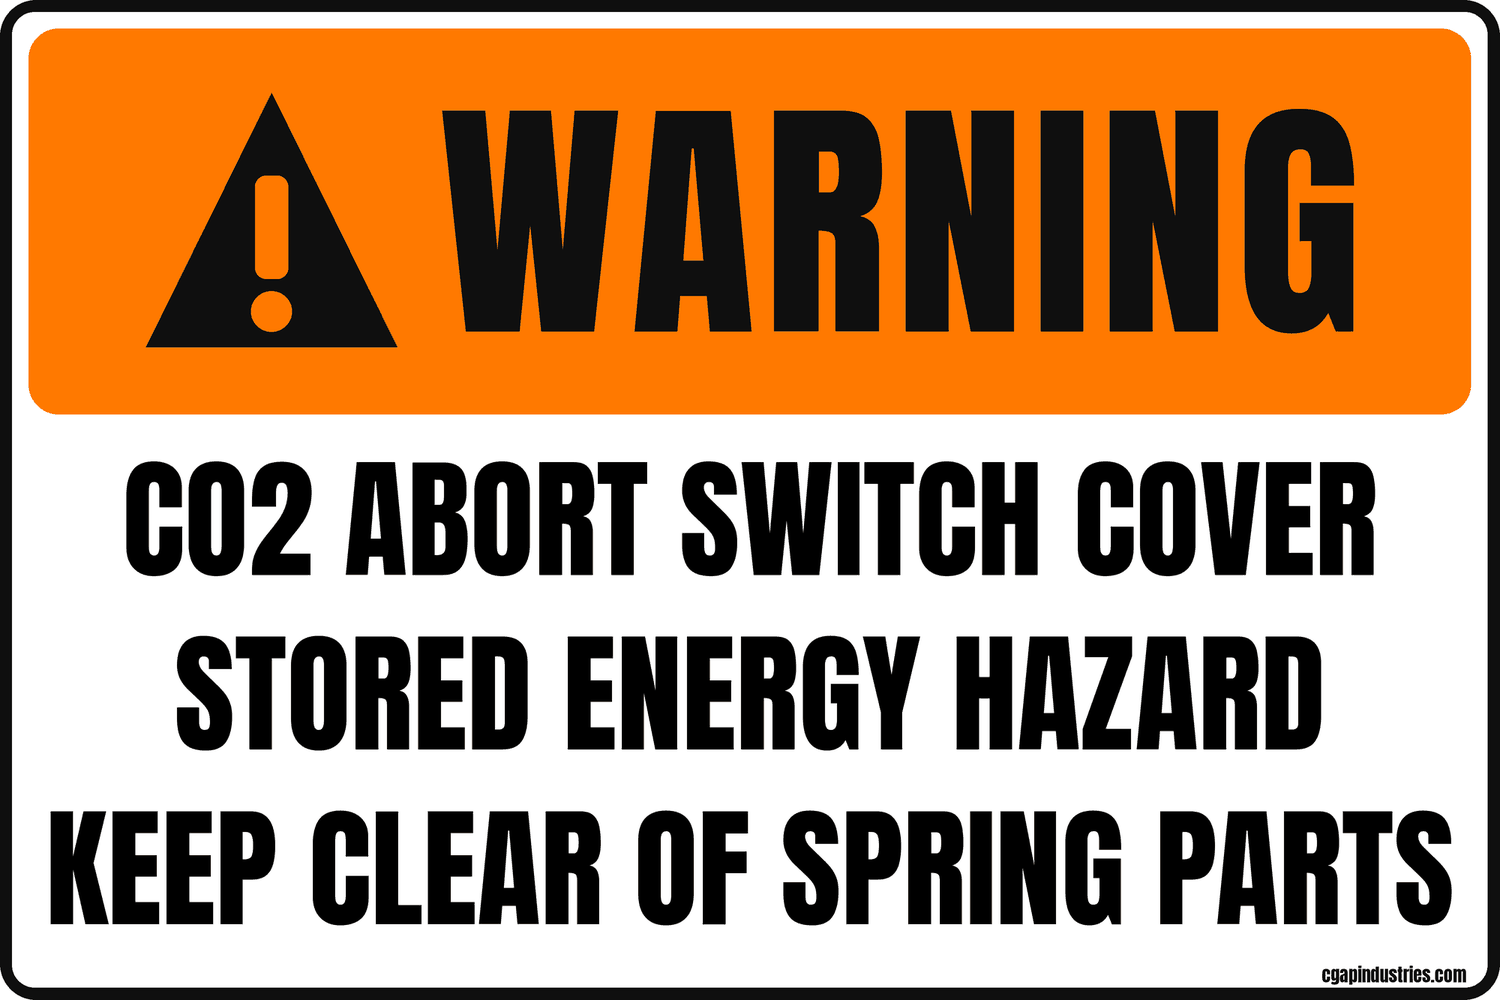 WARNING
CO2 ABORT SWITCH COVER
STORED ENERGY HAZARD
KEEP CLEAR OF SPRING PARTS
cgapindustries.com